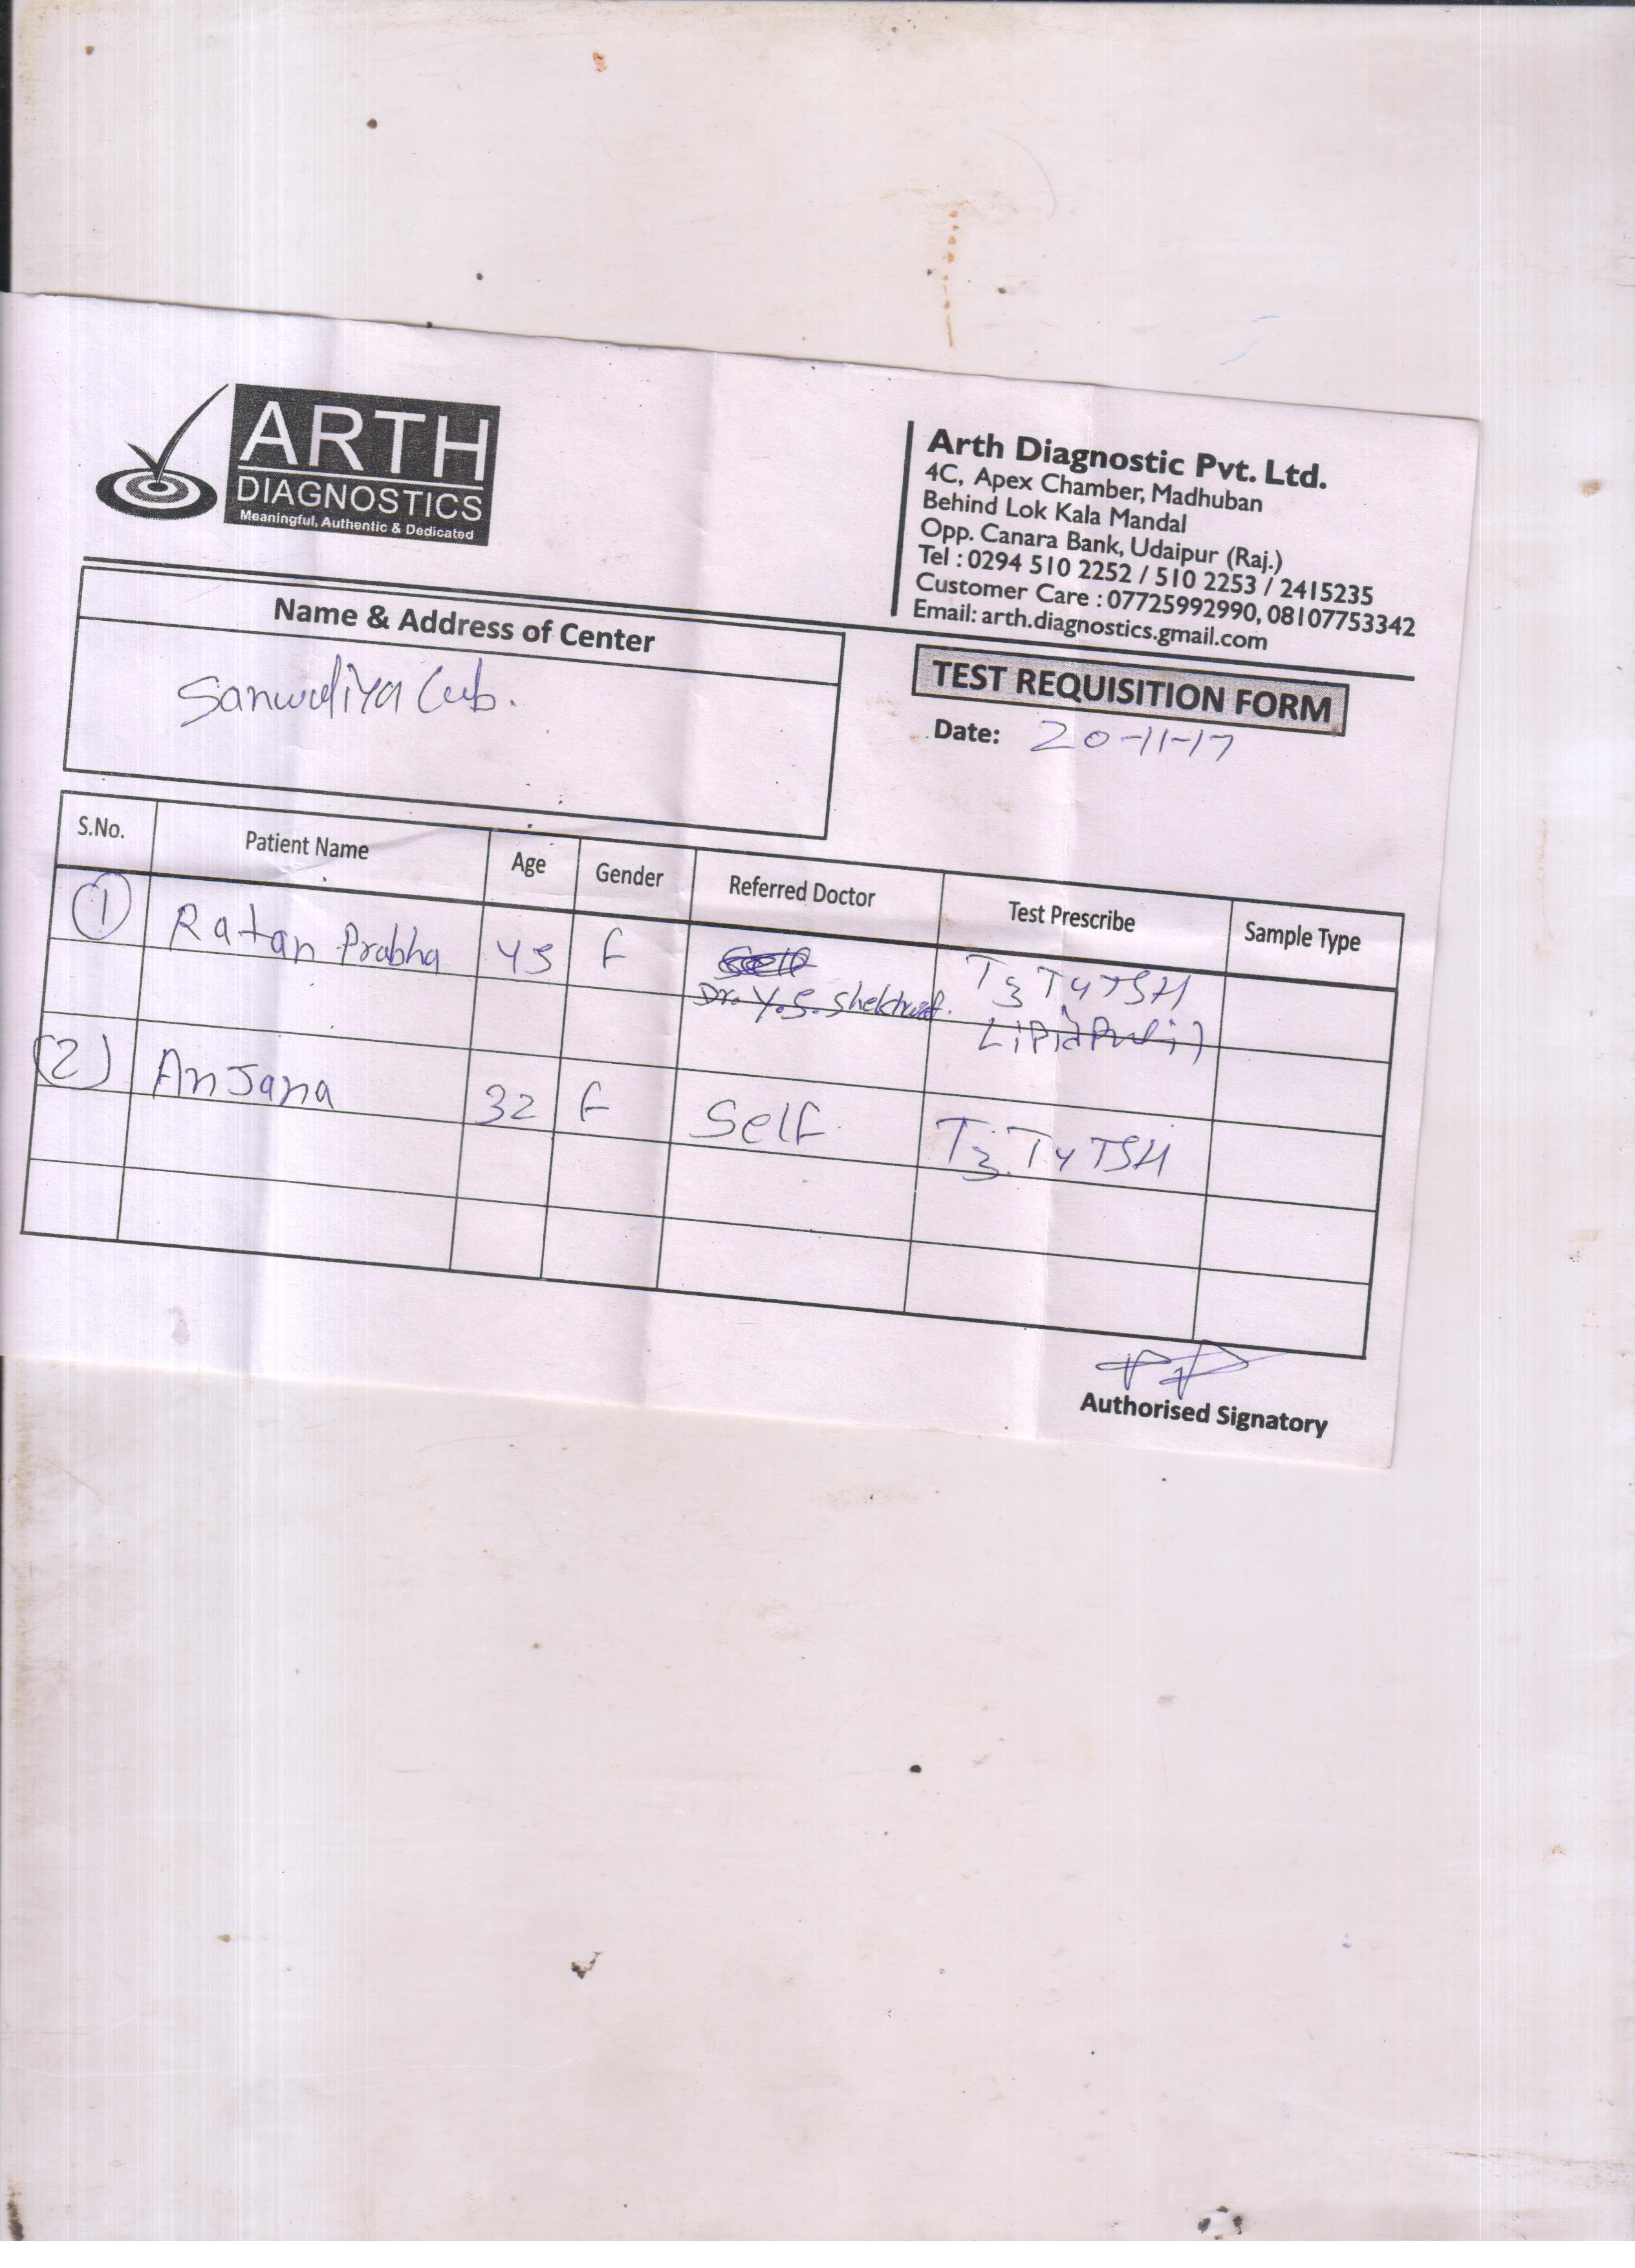 ARTH
DIAGNOSTICS
Meaningful, Authentic & Dedicated
Arth Diagnostic Pvt. Ltd.
4C, Apex Chamber, Madhuban
Behind Lok Kala Mandal
Opp. Canara Bank, Udaipur (Raj.)
Tel : 0294 510 2252 / 510 2253 / 2415235
Customer Care : 07725992990, 08107753342
Email: arth.diagnostics.gmail.com
Name & Address of Center
Sanwaliya Lab.
TEST REQUISITION FORM
Date: 20-11-17
S.No. Patient Name Age Gender Referred Doctor Test Prescribe Sample Type
1 Ratan Prabha 45 F Dr. Y.S. Shekhawat. T3 T4 TSH
Lipid
2 Anjana 32 F Self T3 T4 TSH
Authorised Signatory